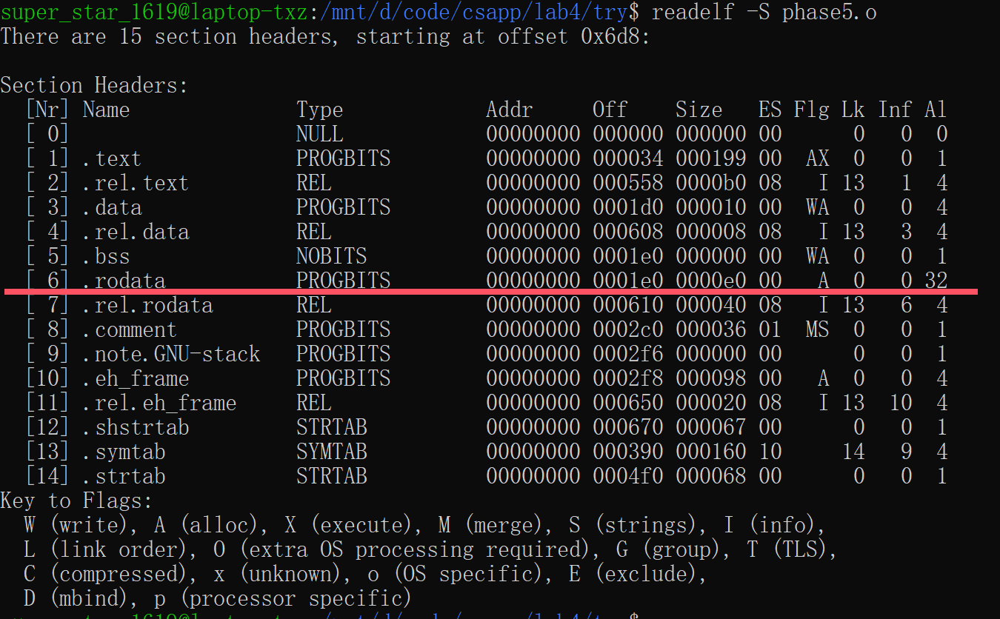 super_star_1619@laptop-txz:/mnt/d/code/csapp/lab4/try$ readelf -S phase5.o
There are 15 section headers, starting at offset 0x6d8:
Section Headers:
  [Nr] Name              Type            Addr     Off    Size   ES Flg Lk Inf Al
  [ 0]                   NULL            00000000 000000 000000 00      0   0  0
  [ 1] .text             PROGBITS        00000000 000034 000199 00  AX  0   0  1
  [ 2] .rel.text         REL             00000000 000558 0000b0 08   I 13   1  4
  [ 3] .data             PROGBITS        00000000 0001d0 000010 00  WA  0   0  4
  [ 4] .rel.data         REL             00000000 000608 000008 08   I 13   3  4
  [ 5] .bss              NOBITS          00000000 0001e0 000000 00  WA  0   0  1
  [ 6] .rodata           PROGBITS        00000000 0001e0 0000e0 00   A  0   0 32
  [ 7] .rel.rodata       REL             00000000 000610 000040 08   I 13   6  4
  [ 8] .comment          PROGBITS        00000000 0002c0 000036 01  MS  0   0  1
  [ 9] .note.GNU-stack   PROGBITS        00000000 0002f6 000000 00      0   0  1
  [10] .eh_frame         PROGBITS        00000000 0002f8 000098 00   A  0   0  4
  [11] .rel.eh_frame     REL             00000000 000650 000020 08   I 13  10  4
  [12] .shstrtab         STRTAB          00000000 000670 000067 00      0   0  1
  [13] .symtab           SYMTAB          00000000 000390 000160 10     14   9  4
  [14] .strtab           STRTAB          00000000 0004f0 000068 00      0   0  1
Key to Flags:
  W (write), A (alloc), X (execute), M (merge), S (strings), I (info),
  L (link order), O (extra OS processing required), G (group), T (TLS),
  C (compressed), x (unknown), o (OS specific), E (exclude),
  D (mbind), p (processor specific)
super_star_1619@laptop-txz:/mnt/d/code/csapp/lab4/try$